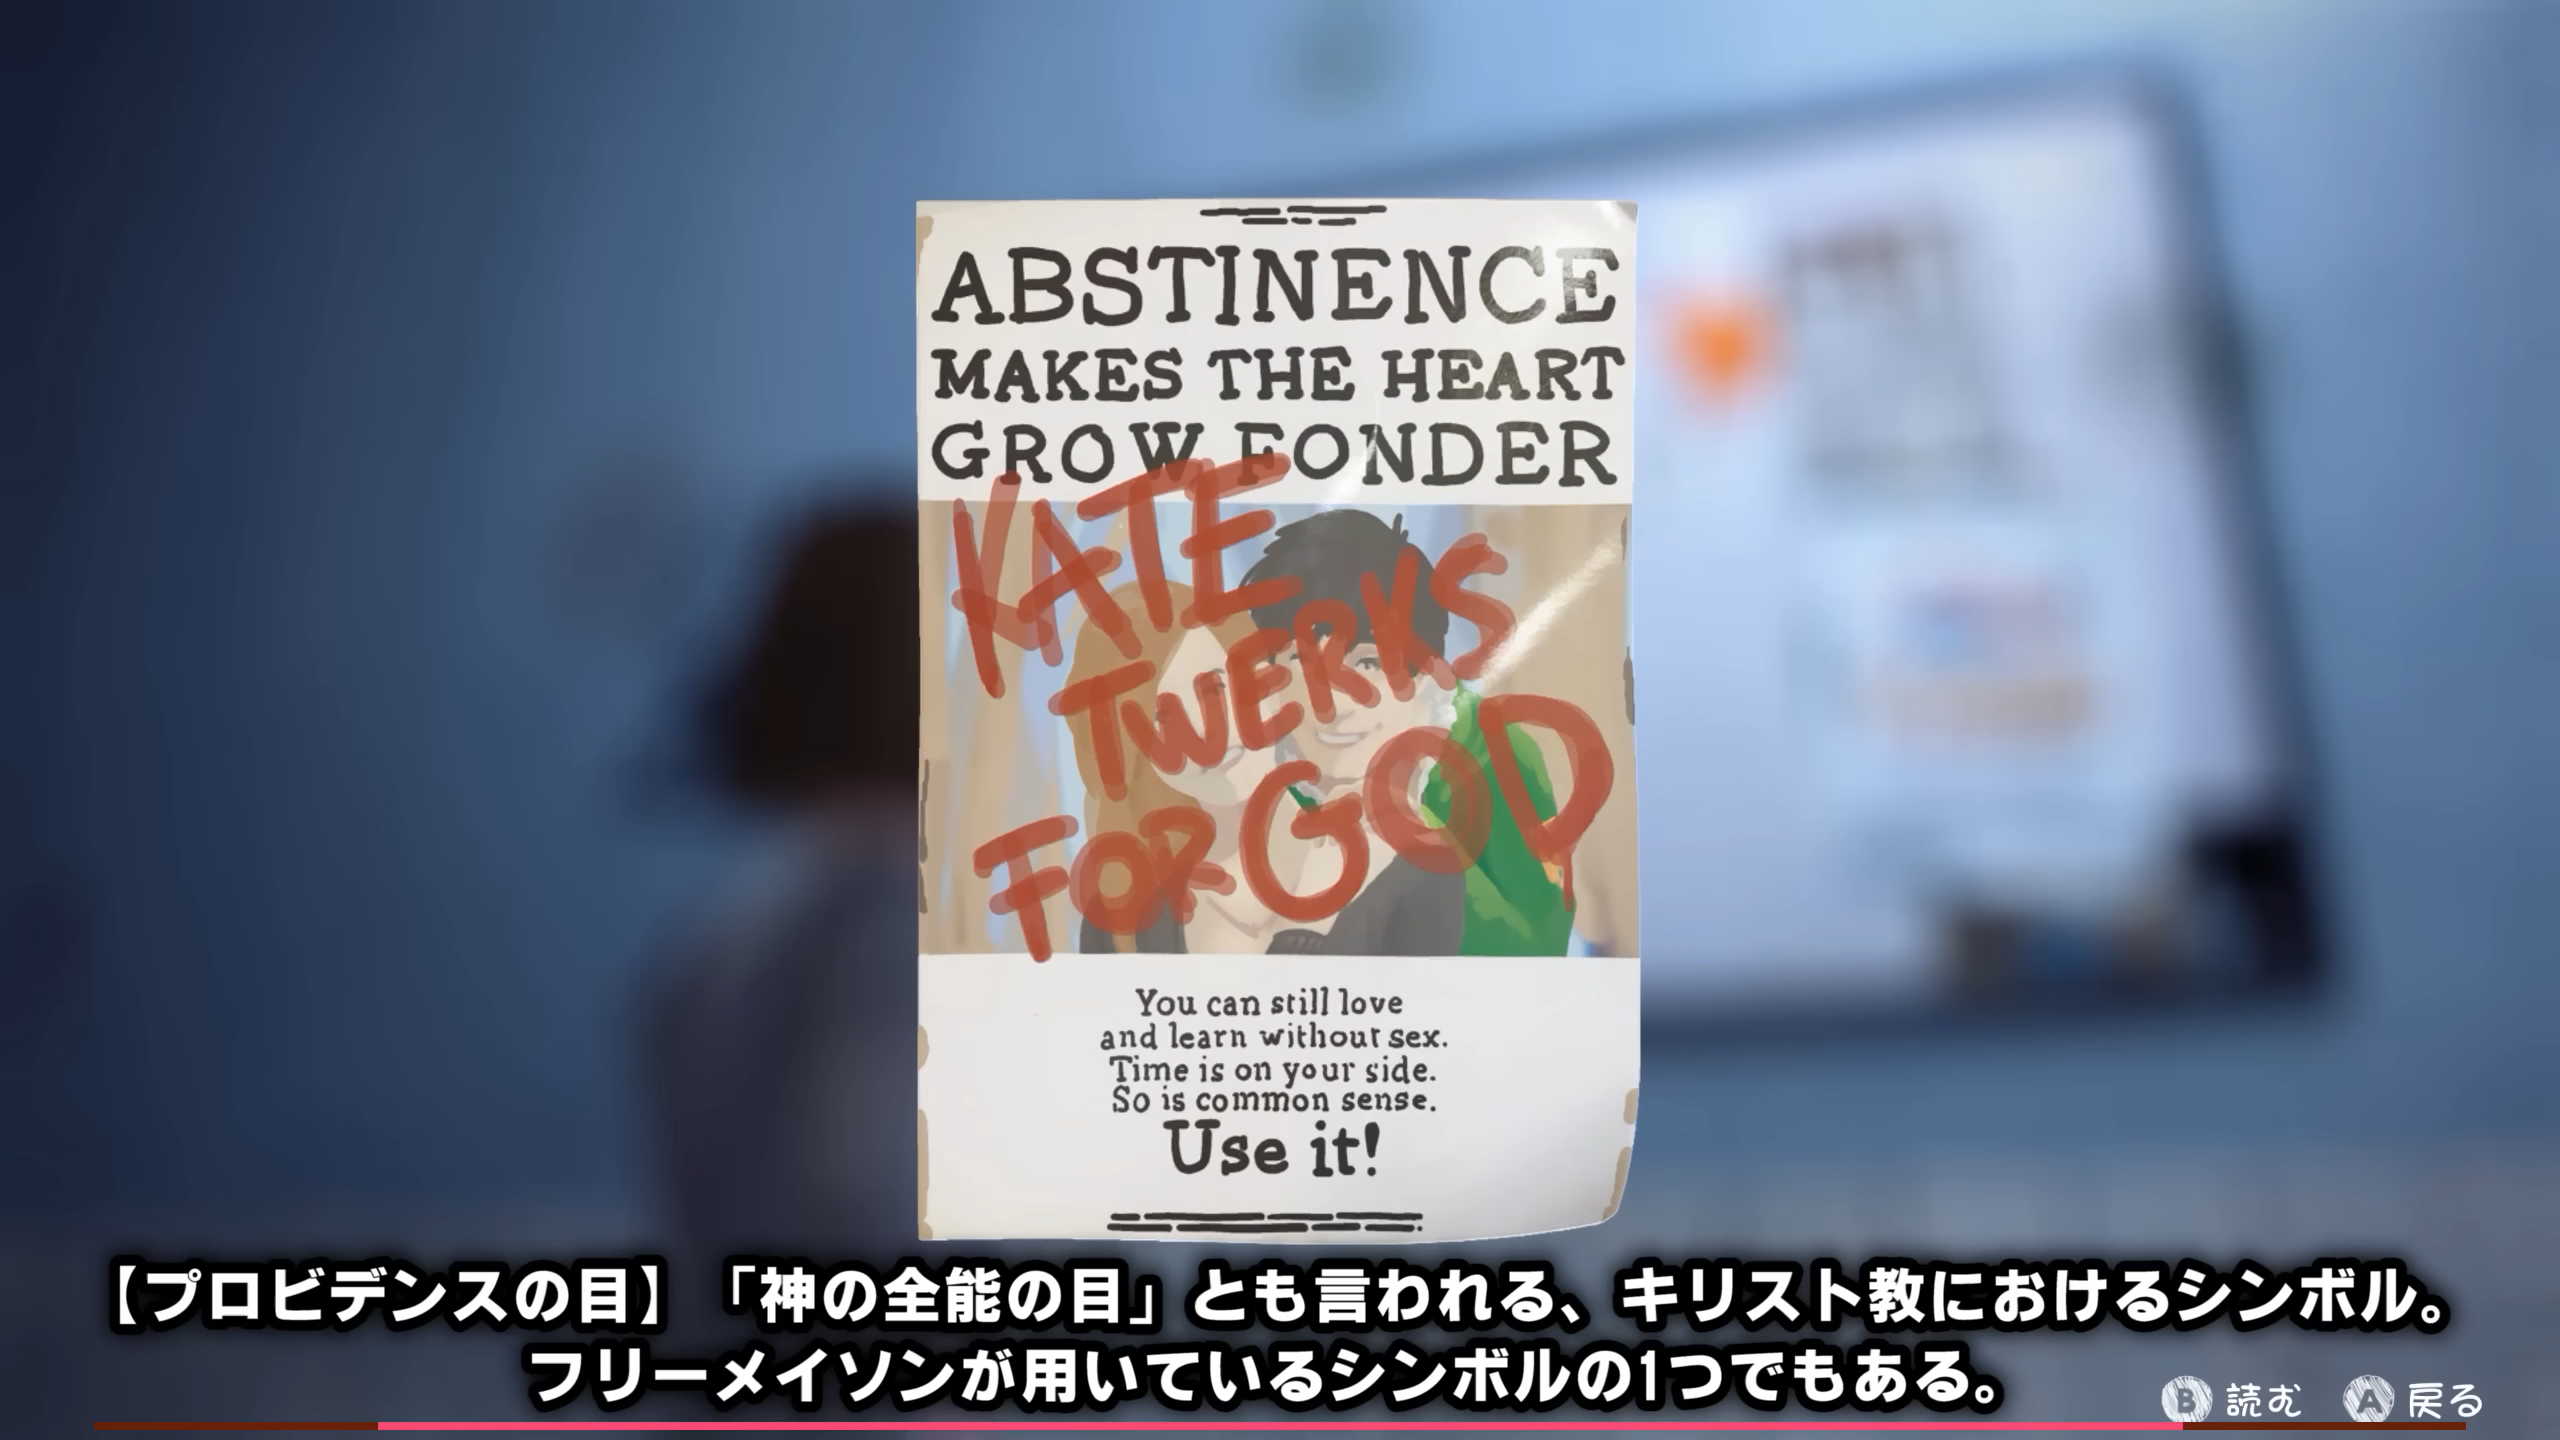 ABSTINENCE
MAKES THE HEART
GROW FONDER
KATE
TWERKS
FOR GOD
You can still love
and learn without sex.
Time is on your side.
So is common sense.
Use it!
【プロビデンスの目】「神の全能の目」とも言われる、キリスト教におけるシンボル。
フリーメイソンが用いているシンボルの1つでもある。
B 読む A 戻る